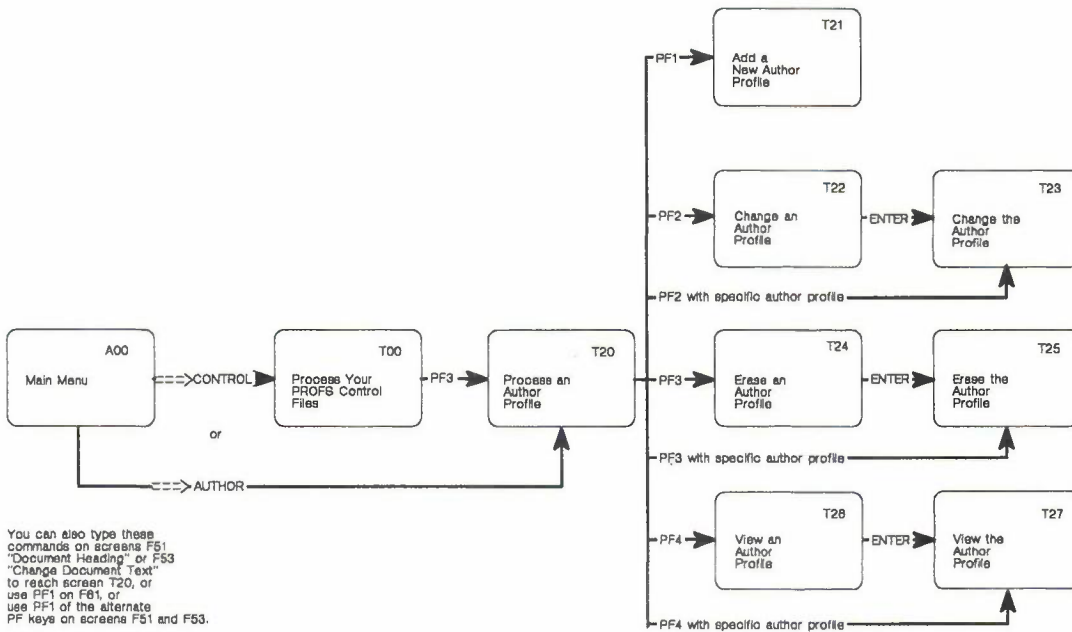 T21
PF1
Add a
New Author
Profile
T22
PF2
Change an
Author
Profile
ENTER
T23
Change the
Author
Profile
PF2 with specific author profile
A00
Main Menu
===>CONTROL
T00
Process Your
PROFS Control
Files
PF3
T20
Process an
Author
Profile
PF3
T24
Erase an
Author
Profile
ENTER
T25
Erase the
Author
Profile
or
PF3 with specific author profile
===>AUTHOR
T26
PF4
View an
Author
Profile
ENTER
T27
View the
Author
Profile
PF4 with specific author profile
You can also type these
commands on screens F51
"Document Heading" or F53
"Change Document Text"
to reach screen T20, or
use PF1 on F61, or
use PF1 of the alternate
PF keys on screens F51 and F53.